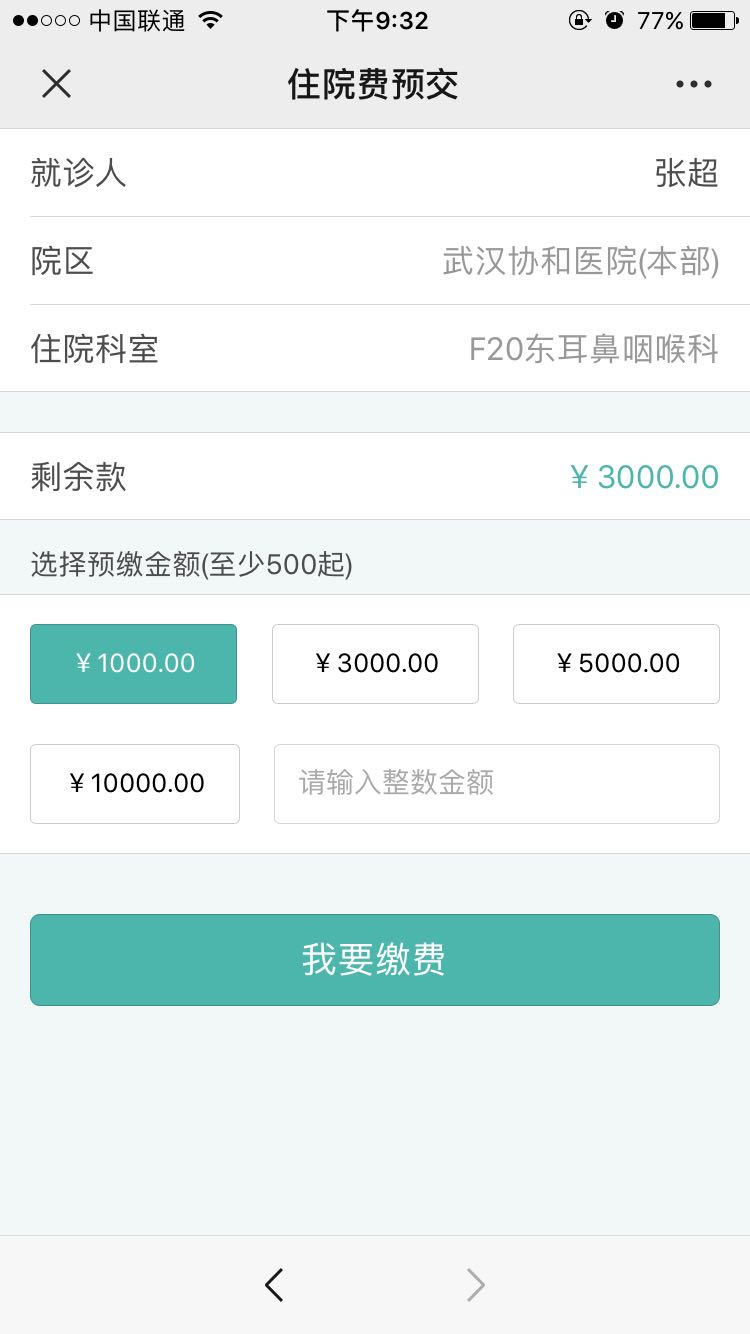 中国联通 下午9:32 77%
住院费预交
就诊人 张超
院区 武汉协和医院(本部)
住院科室 F20东耳鼻咽喉科
剩余款 ¥ 3000.00
选择预缴金额(至少500起)
¥ 1000.00 ¥ 3000.00 ¥ 5000.00
¥ 10000.00 请输入整数金额
我要缴费